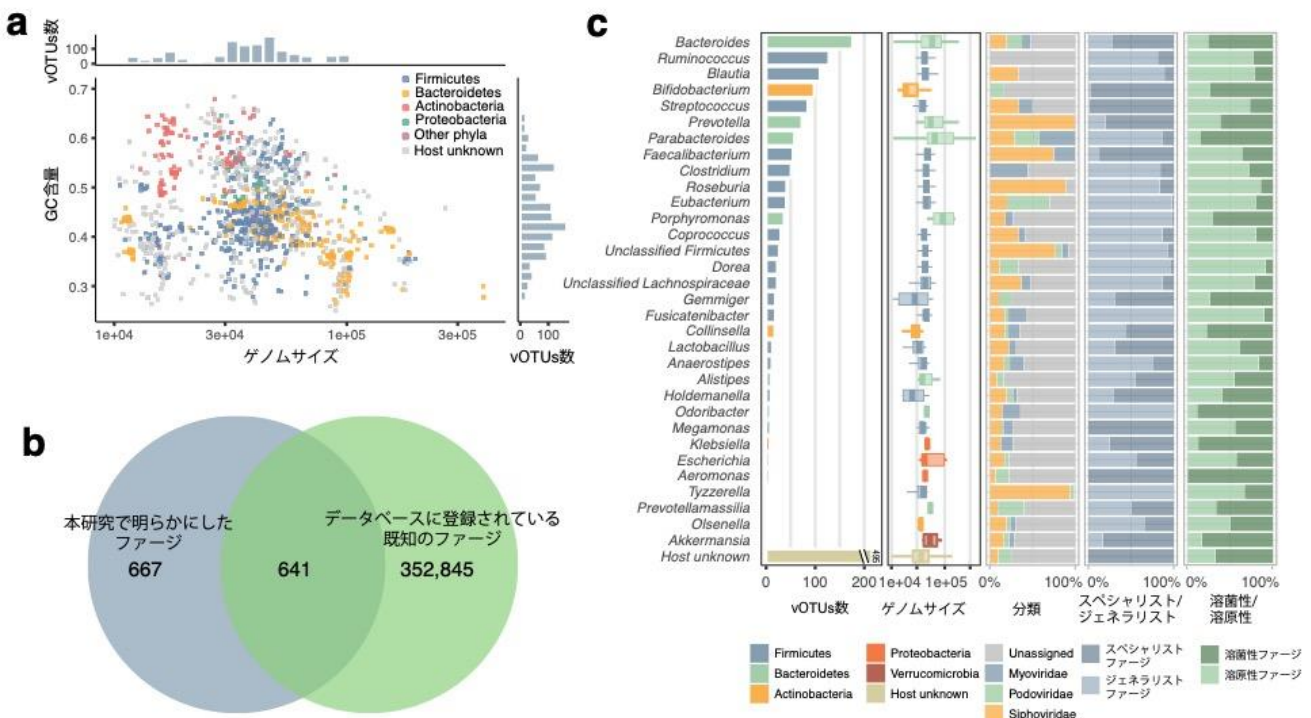 a
vOTUs数
100
0
Firmicutes
Bacteroidetes
Actinobacteria
Proteobacteria
Other phyla
Host unknown
GC含量
0.7
0.6
0.5
0.4
0.3
1e+04
3e+04
1e+05
3e+05
ゲノムサイズ
0
100
vOTUs数
b
本研究で明らかにした
ファージ
667
641
データベースに登録されている
既知のファージ
352,845
c
Bacteroides
Ruminococcus
Blautia
Bifidobacterium
Streptococcus
Prevotella
Parabacteroides
Faecalibacterium
Clostridium
Roseburia
Eubacterium
Porphyromonas
Coprococcus
Unclassified Firmicutes
Dorea
Unclassified Lachnospiraceae
Gemmiger
Fusicatenibacter
Collinsella
Lactobacillus
Anaerostipes
Alistipes
Holdemanella
Odoribacter
Megamonas
Klebsiella
Escherichia
Aeromonas
Tyzzerella
Prevotellamassilia
Olsenella
Akkermansia
Host unknown
0
100
200
1e+04
1e+05
0%
100%
0%
100%
0%
100%
vOTUs数
ゲノムサイズ
分類
スペシャリスト/
ジェネラリスト
溶菌性/
溶原性
Firmicutes
Bacteroidetes
Actinobacteria
Proteobacteria
Verrucomicrobia
Host unknown
Unassigned
Myoviridae
Podoviridae
Siphoviridae
スペシャリスト
ファージ
ジェネラリスト
ファージ
溶菌性ファージ
溶原性ファージ